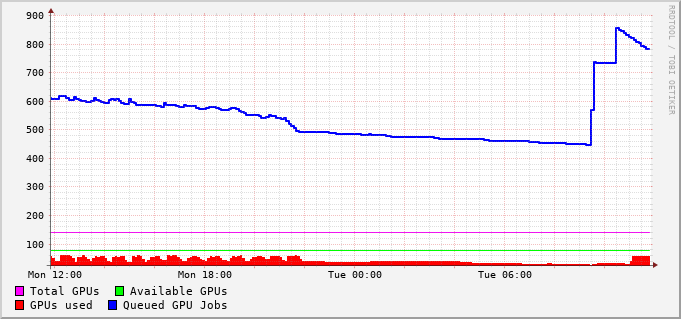 900
800
700
600
500
400
300
200
100
Mon 12:00 Mon 18:00 Tue 00:00 Tue 06:00
Total GPUs Available GPUs
GPUs used Queued GPU Jobs
RRDTOOL / TOBI OETIKER